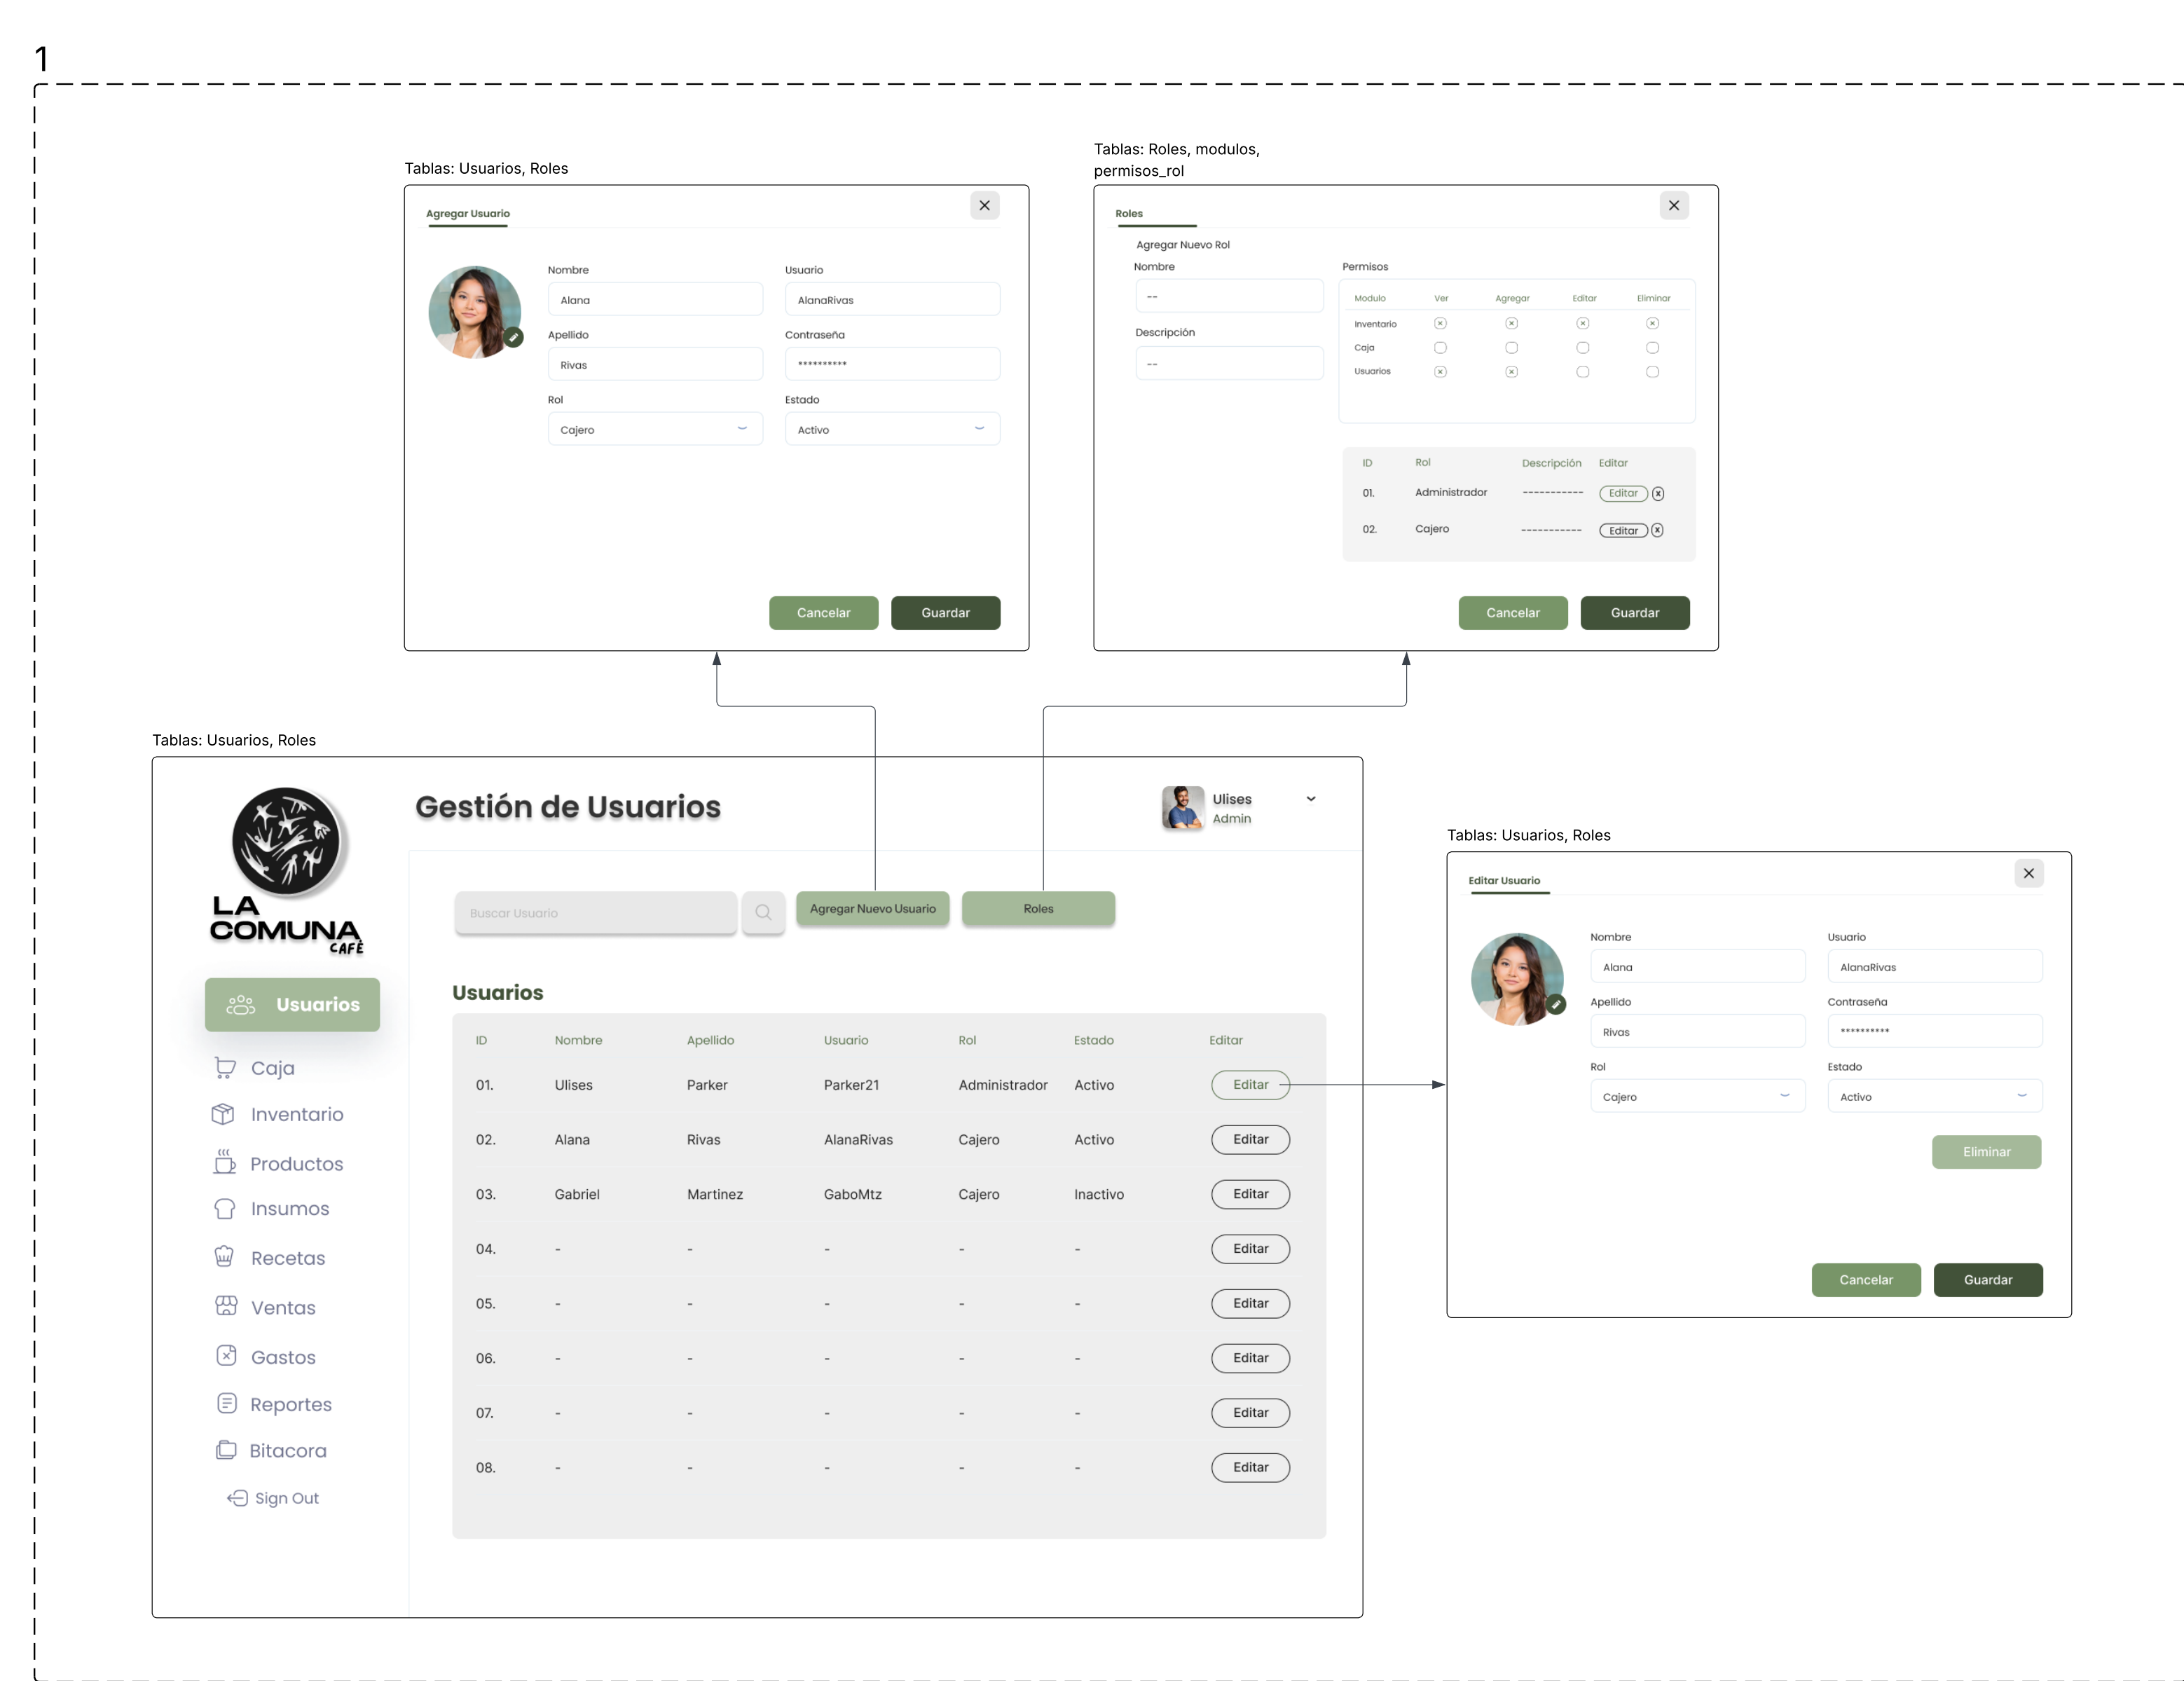 1
Tablas: Usuarios, Roles
Agregar Usuario
Nombre
Usuario
Alana
AlanaRivas
Apellido
Contraseña
Rivas
**********
Rol
Estado
Cajero
Activo
Cancelar
Guardar
Tablas: Roles, modulos,
permisos_rol
Roles
Agregar Nuevo Rol
Nombre
--
Descripción
--
Permisos
Modulo Ver Agregar Editar Eliminar
Inventario
Caja
Usuarios
ID Rol Descripción Editar
01. Administrador ----------- Editar x
02. Cajero ----------- Editar x
Cancelar
Guardar
Tablas: Usuarios, Roles
LA
COMUNA
CAFÈ
Gestión de Usuarios
Ulises
Admin
Buscar Usuario
Agregar Nuevo Usuario
Roles
Usuarios
Caja
Inventario
Productos
Insumos
Recetas
Ventas
Gastos
Reportes
Bitacora
Sign Out
Usuarios
ID Nombre Apellido Usuario Rol Estado Editar
01. Ulises Parker Parker21 Administrador Activo Editar
02. Alana Rivas AlanaRivas Cajero Activo Editar
03. Gabriel Martinez GaboMtz Cajero Inactivo Editar
04. - - - - - Editar
05. - - - - - Editar
06. - - - - - Editar
07. - - - - - Editar
08. - - - - - Editar
Tablas: Usuarios, Roles
Editar Usuario
Nombre
Usuario
Alana
AlanaRivas
Apellido
Contraseña
Rivas
**********
Rol
Estado
Cajero
Activo
Eliminar
Cancelar
Guardar